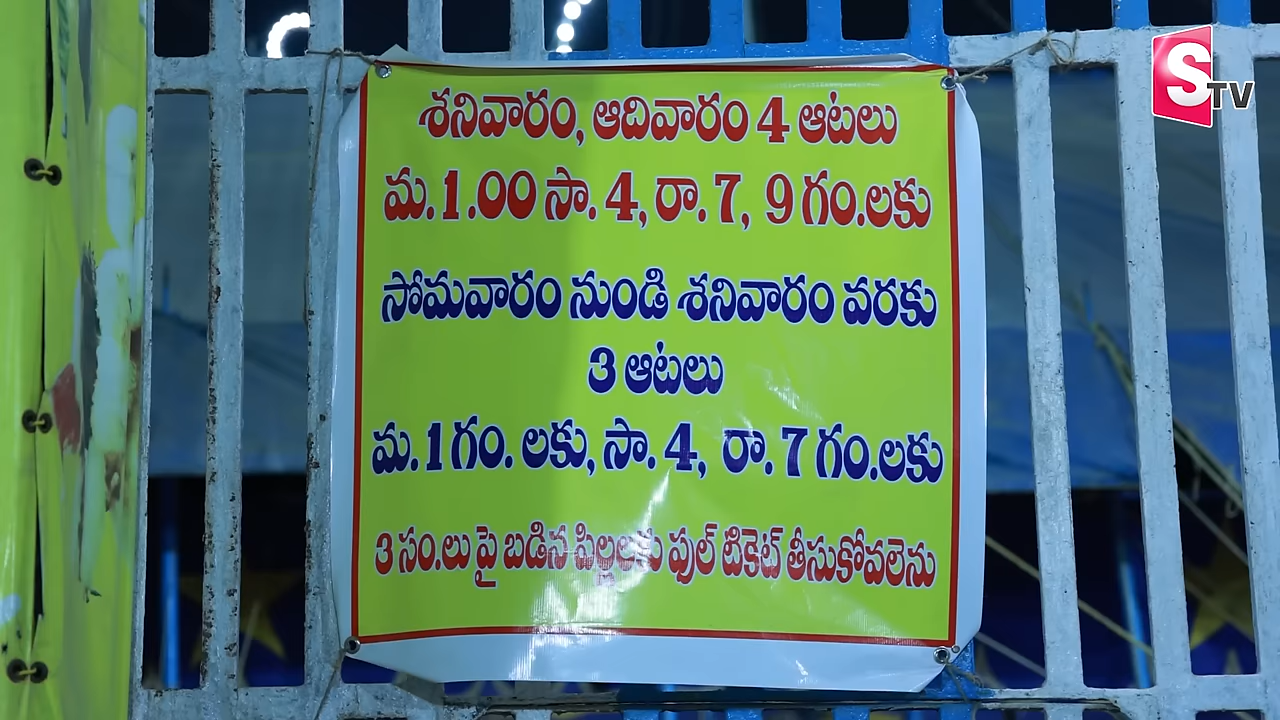 STV
శనివారం, ఆదివారం 4 ఆటలు
మ. 1.00 సా. 4, రా. 7, 9 గం.లకు
సోమవారం నుండి శనివారం వరకు
3 ఆటలు
మ. 1 గం. లకు, సా. 4, రా. 7 గం.లకు
3 సం.లు పై బడిన పిల్లలకు ఫుల్ టికెట్ తీసుకోవలెను